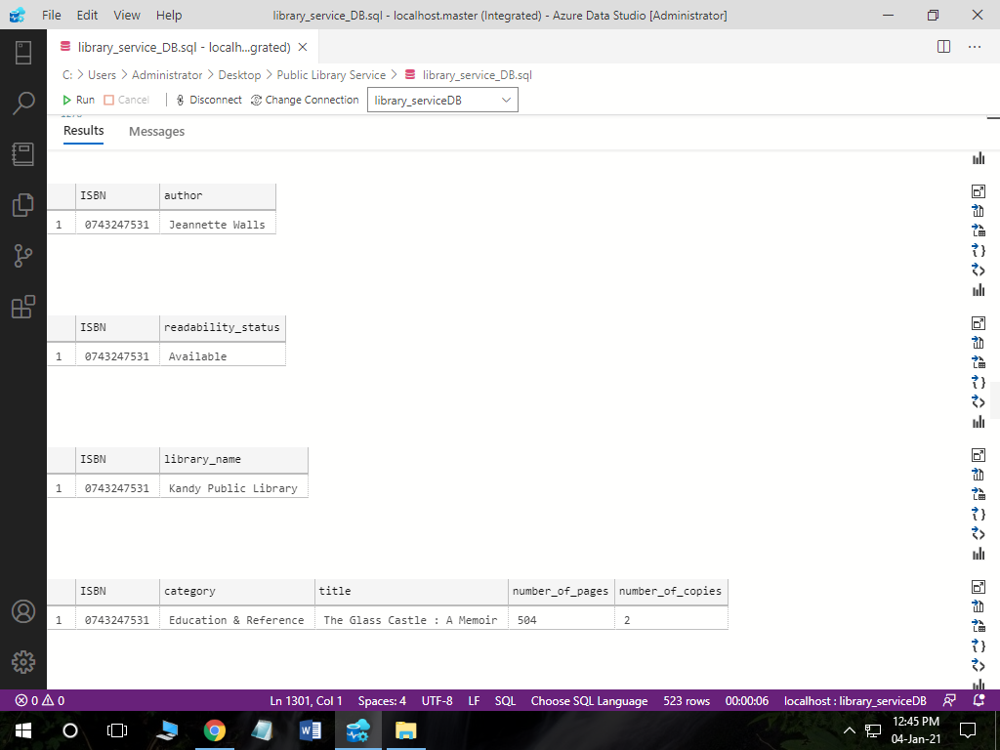 File Edit View Help library_service_DB.sql - localhost.master (Integrated) - Azure Data Studio [Administrator]
library_service_DB.sql - localh...grated)
C: > Users > Administrator > Desktop > Public Library Service > library_service_DB.sql
Run Cancel Disconnect Change Connection library_serviceDB
Results Messages
ISBN author
1 0743247531 Jeannette Walls
ISBN readability_status
1 0743247531 Available
ISBN library_name
1 0743247531 Kandy Public Library
ISBN category title number_of_pages number_of_copies
1 0743247531 Education & Reference The Glass Castle : A Memoir 504 2
0 0 Ln 1301, Col 1 Spaces: 4 UTF-8 LF SQL Choose SQL Language 523 rows 00:00:06 localhost : library_serviceDB
12:45 PM
04-Jan-21